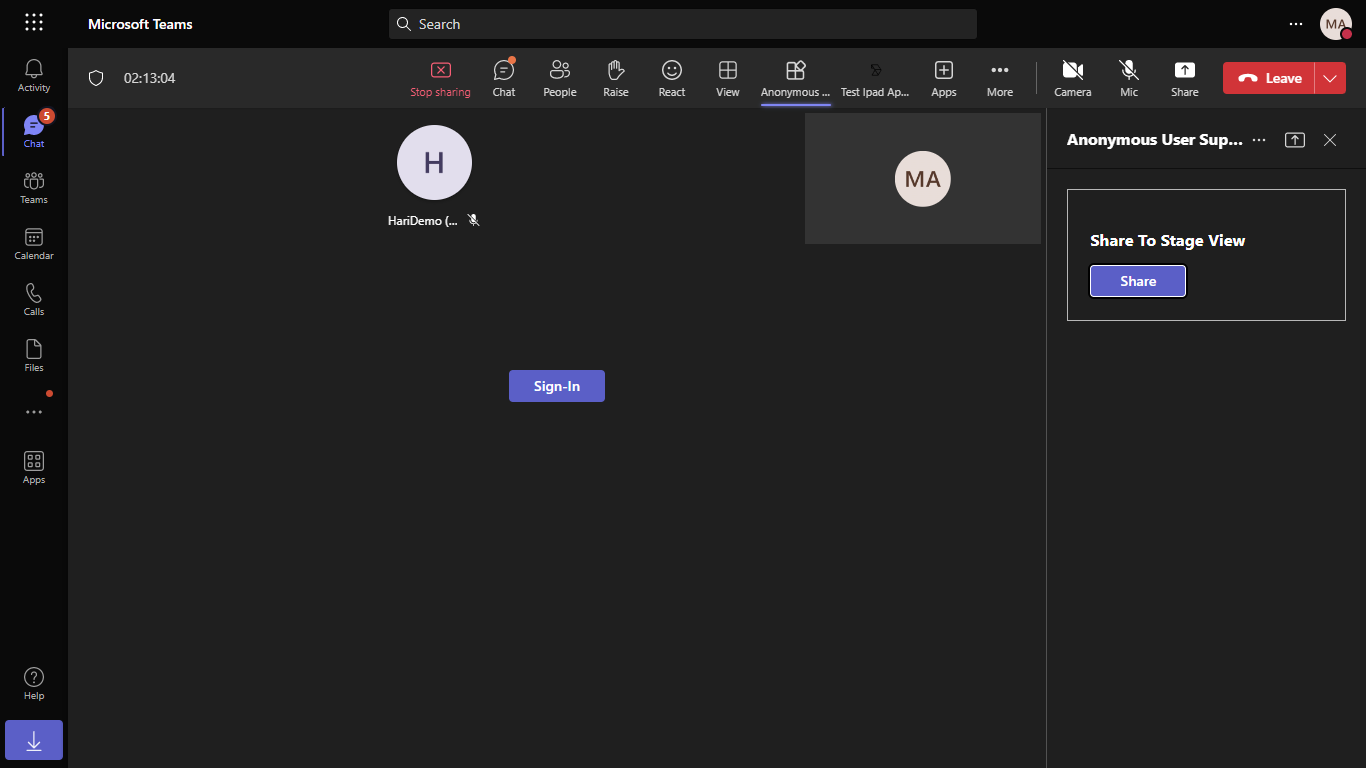 Microsoft Teams
Search
MA
Activity
5
Chat
Teams
Calendar
Calls
Files
Apps
Help
02:13:04
Stop sharing
Chat
People
Raise
React
View
Anonymous ...
Test Ipad Ap...
Apps
More
Camera
Mic
Share
Leave
H
HariDemo (...
MA
Sign-In
Anonymous User Sup...
Share To Stage View
Share